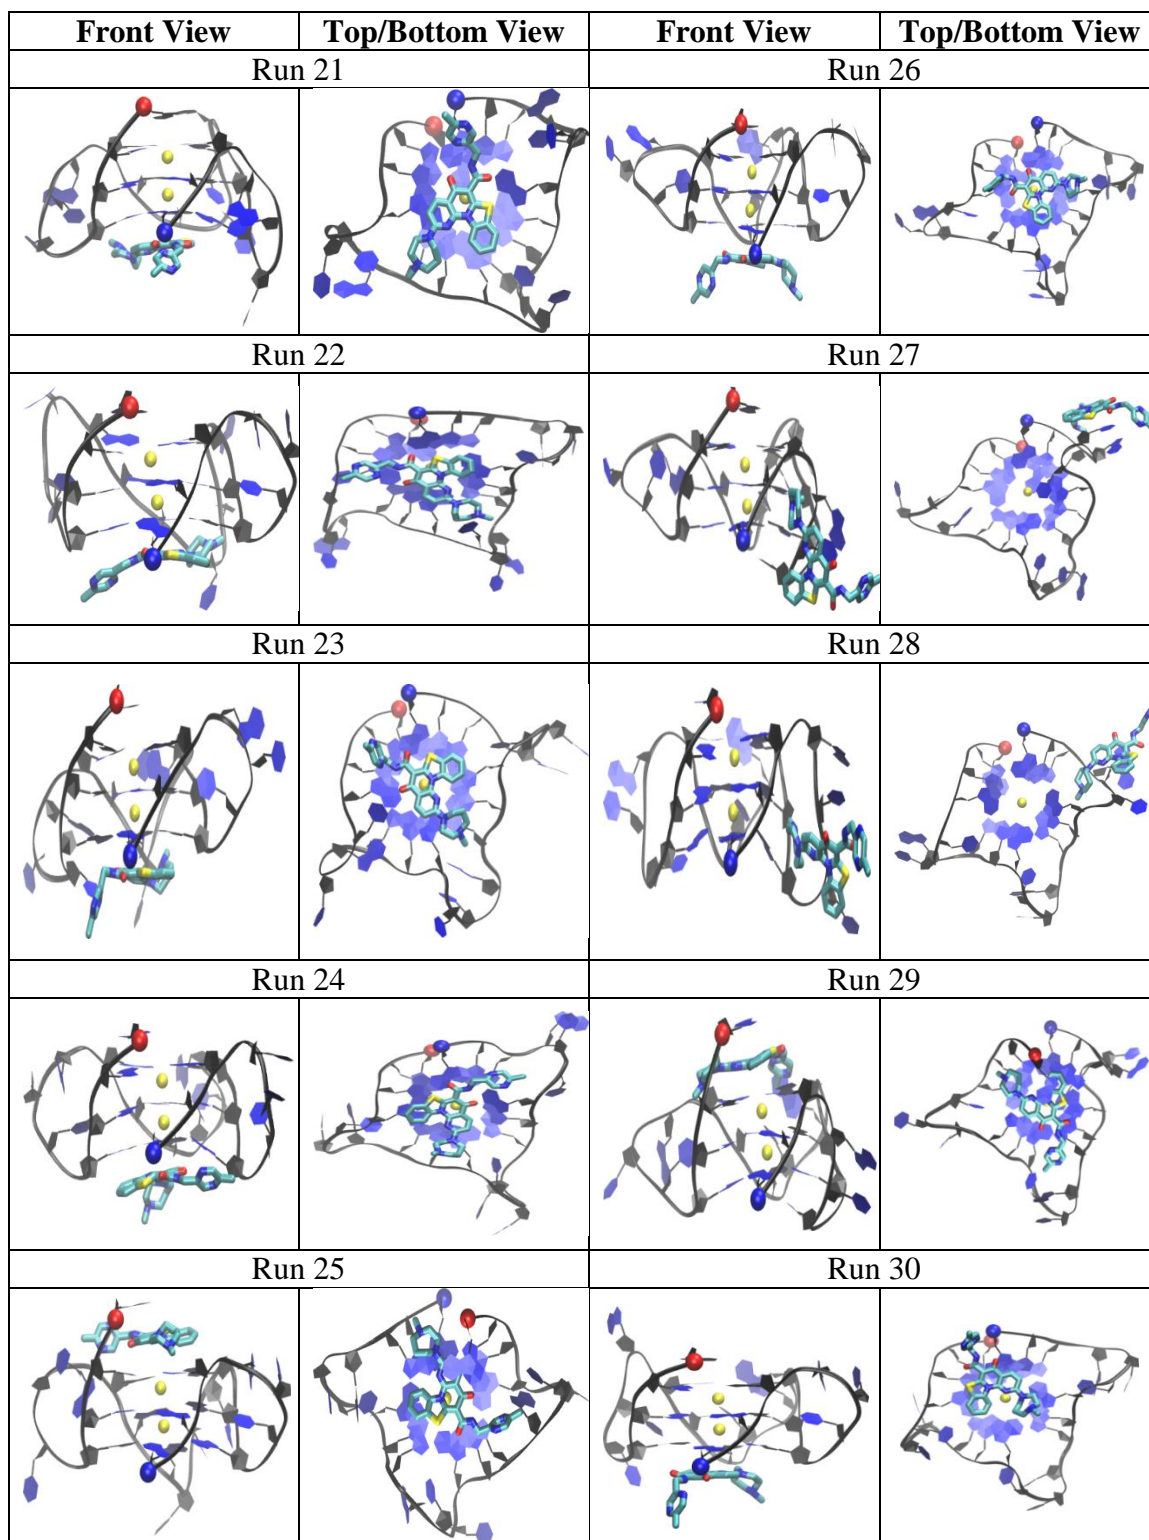 Front View Top/Bottom View Front View Top/Bottom View
Run 21 Run 26
Run 22 Run 27
Run 23 Run 28
Run 24 Run 29
Run 25 Run 30